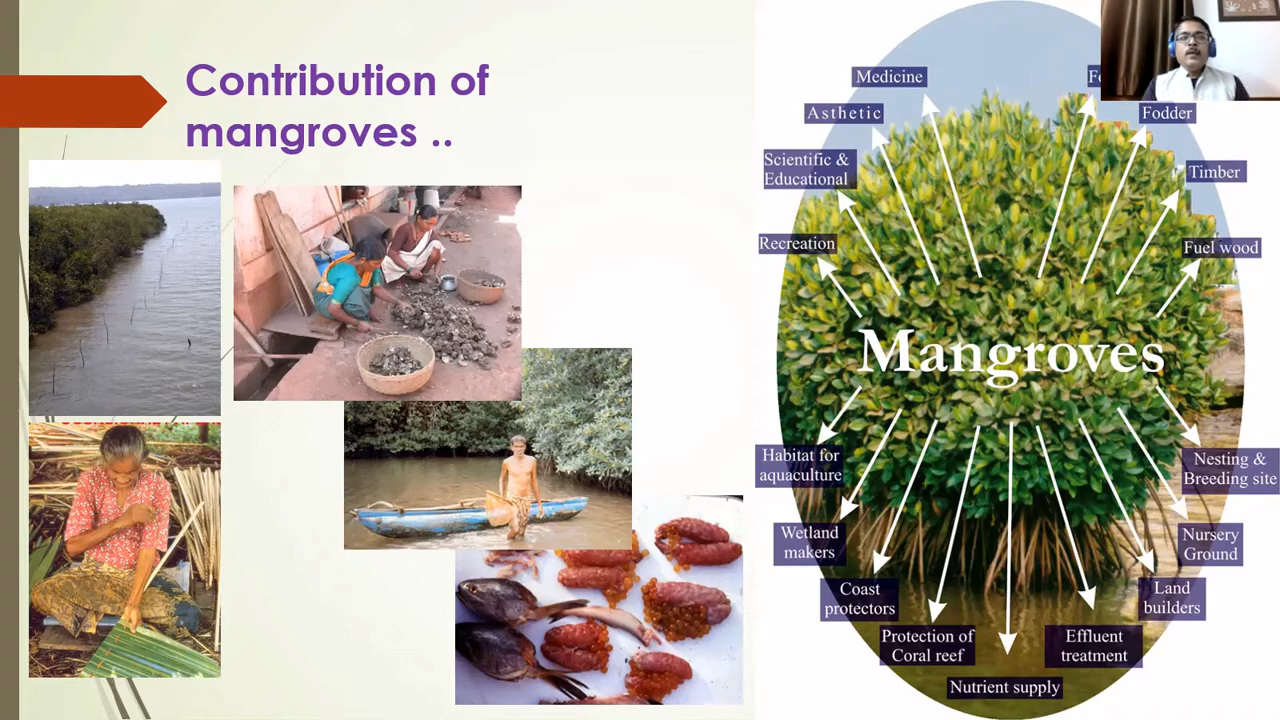 Contribution of
mangroves ..
Medicine
Asthetic
Scientific &
Educational
Recreation
Fodder
Timber
Fuel wood
Mangroves
Habitat for
aquaculture
Wetland
makers
Coast
protectors
Protection of
Coral reef
Nutrient supply
Effluent
treatment
Land
builders
Nursery
Ground
Nesting &
Breeding site